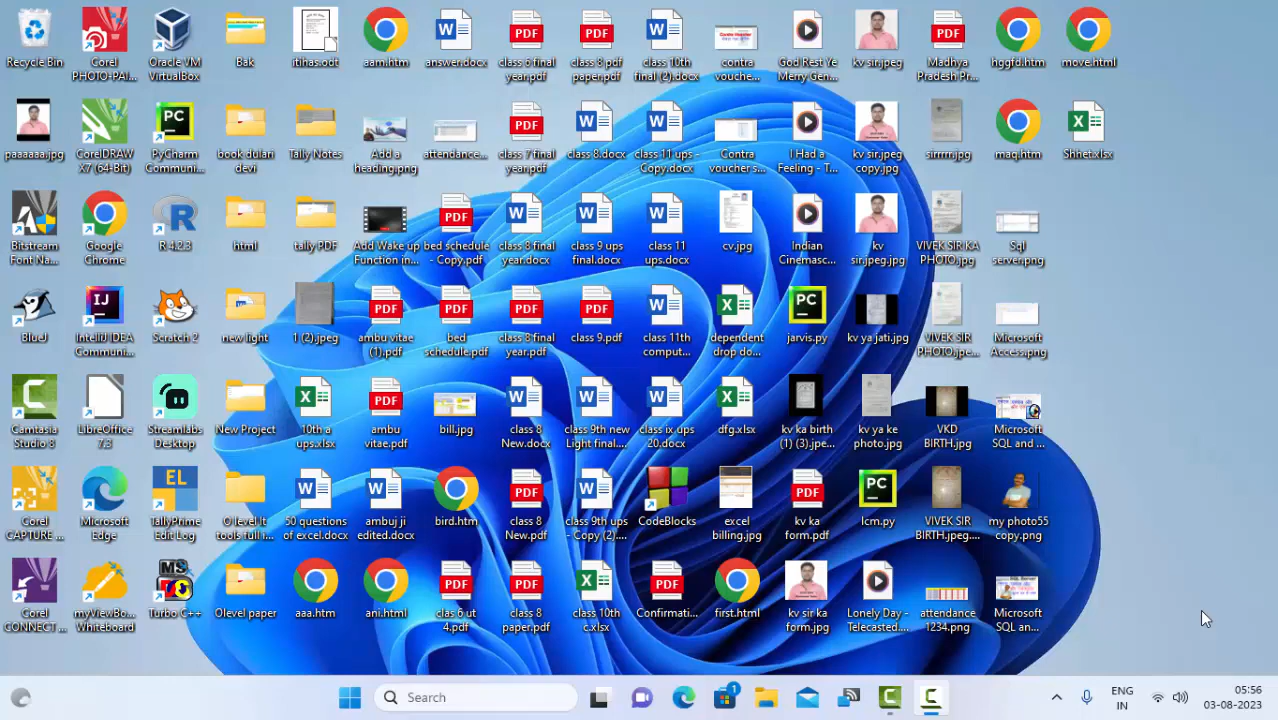 Recycle Bin
Corel PHOTO-PAI...
Oracle VM VirtualBox
Bak
itihas.odt
aam.htm
answer.docx
class 6 final year.pdf
class 8 pdf paper.pdf
class 10th final (2).docx
contra vouche...
God Rest Ye Merry Gen...
kv sir.jpeg
Madhya Pradesh Pr...
hggfd.htm
move.html
paaaaaa.jpg
CorelDRAW X7 (64-Bit)
PyCharm Communi...
book dulari devi
Tally Notes
Add a heading.png
attendance...
class 7 final year.pdf
class 8.docx
class 11 ups - Copy.docx
Contra voucher s...
I Had a Feeling - T...
kv sir.jpeg copy.jpg
sirrrrr.jpg
maq.htm
Shhetxlsx
Bitstream Font Na...
Google Chrome
R 4.2.3
html
tally PDF
Add Wake up Function in...
bed schedule - Copy.pdf
class 8 final year.docx
class 9 ups final.docx
class 11 ups.docx
cv.jpg
Indian Cinemasc...
kv sir.jpeg.jpg
VIVEK SIR KA PHOTO.jpg
Sql server.png
BlueJ
IntelliJ IDEA Communi...
Scratch 2
new light
1 (2).jpeg
ambu vitae (1).pdf
bed schedule.pdf
class 8 final year.pdf
class 9.pdf
class 11th comput...
dependent drop do...
jarvis.py
kv ya jati.jpg
VIVEK SIR PHOTO.jpe...
Microsoft Access.png
Camtasia Studio 8
LibreOffice 7.3
Streamlabs Desktop
New Project
10th a ups.xlsx
ambu vitae.pdf
bill.jpg
class 8 New.docx
class 9th new Light final....
class ix ups 20.docx
dfg.xlsx
kv ka birth (1) (3).jpe...
kv ya ke photo.jpg
VKD BIRTH.jpg
Microsoft SQL and ...
Corel CAPTURE ...
Microsoft Edge
TallyPrime Edit Log
O level It tools full i...
50 questions of excel.docx
ambuj ji edited.docx
bird.htm
class 8 New.pdf
class 9th ups - Copy (2)....
CodeBlocks
excel billing.jpg
kv ka form.pdf
lcm.py
VIVEK SIR BIRTH.jpeg....
my photo55 copy.png
Corel CONNECT ...
myViewBo... Whiteboard
Turbo C++
Olevel paper
aaa.htm
ani.html
clas 6 ut 4.pdf
class 8 paper.pdf
class 10th c.xlsx
Confirmati...
first.html
kv sir ka form.jpg
Lonely Day - Telecasted....
attendance 1234.png
Microsoft SQL an...
Search
1
ENG
IN
05:56
03-08-2023